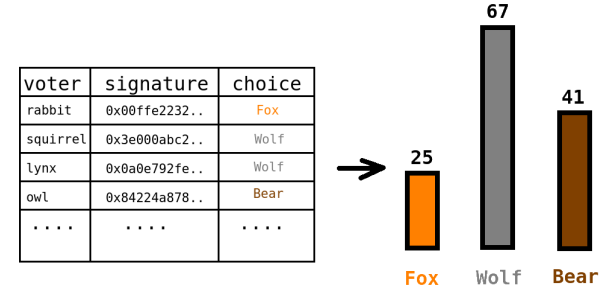 voter signature choice
rabbit 0x00ffe2232.. Fox
squirrel 0x3e000abc2.. Wolf
lynx 0x0a0e792fe.. Wolf
owl 0x84224a878.. Bear
.... .... ....
67
41
25
Fox Wolf Bear